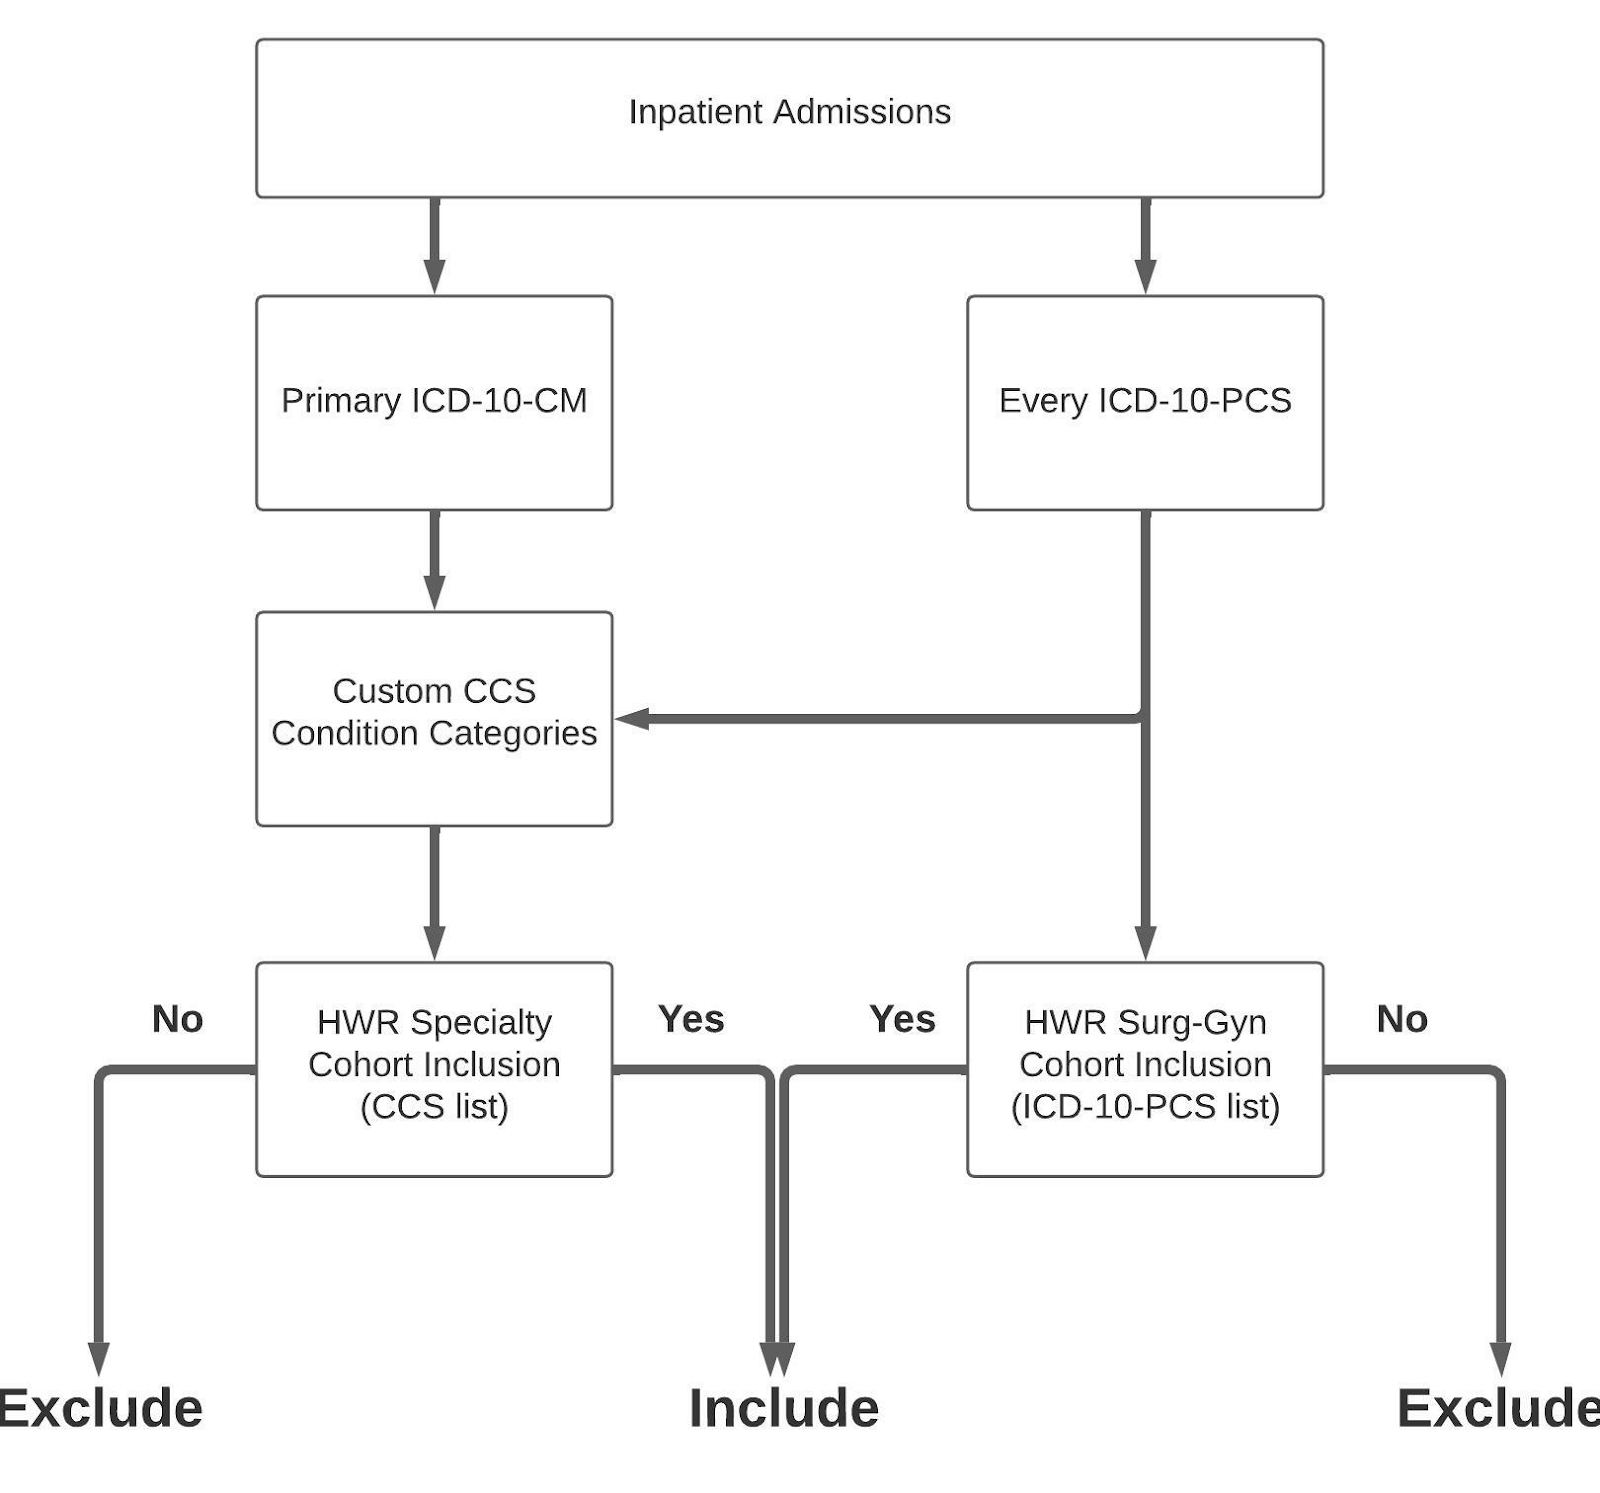 Inpatient Admissions
Primary ICD-10-CM
Every ICD-10-PCS
Custom CCS
Condition Categories
No
HWR Specialty
Cohort Inclusion
(CCS list)
Yes
Yes
HWR Surg-Gyn
Cohort Inclusion
(ICD-10-PCS list)
No
Exclude
Include
Exclude